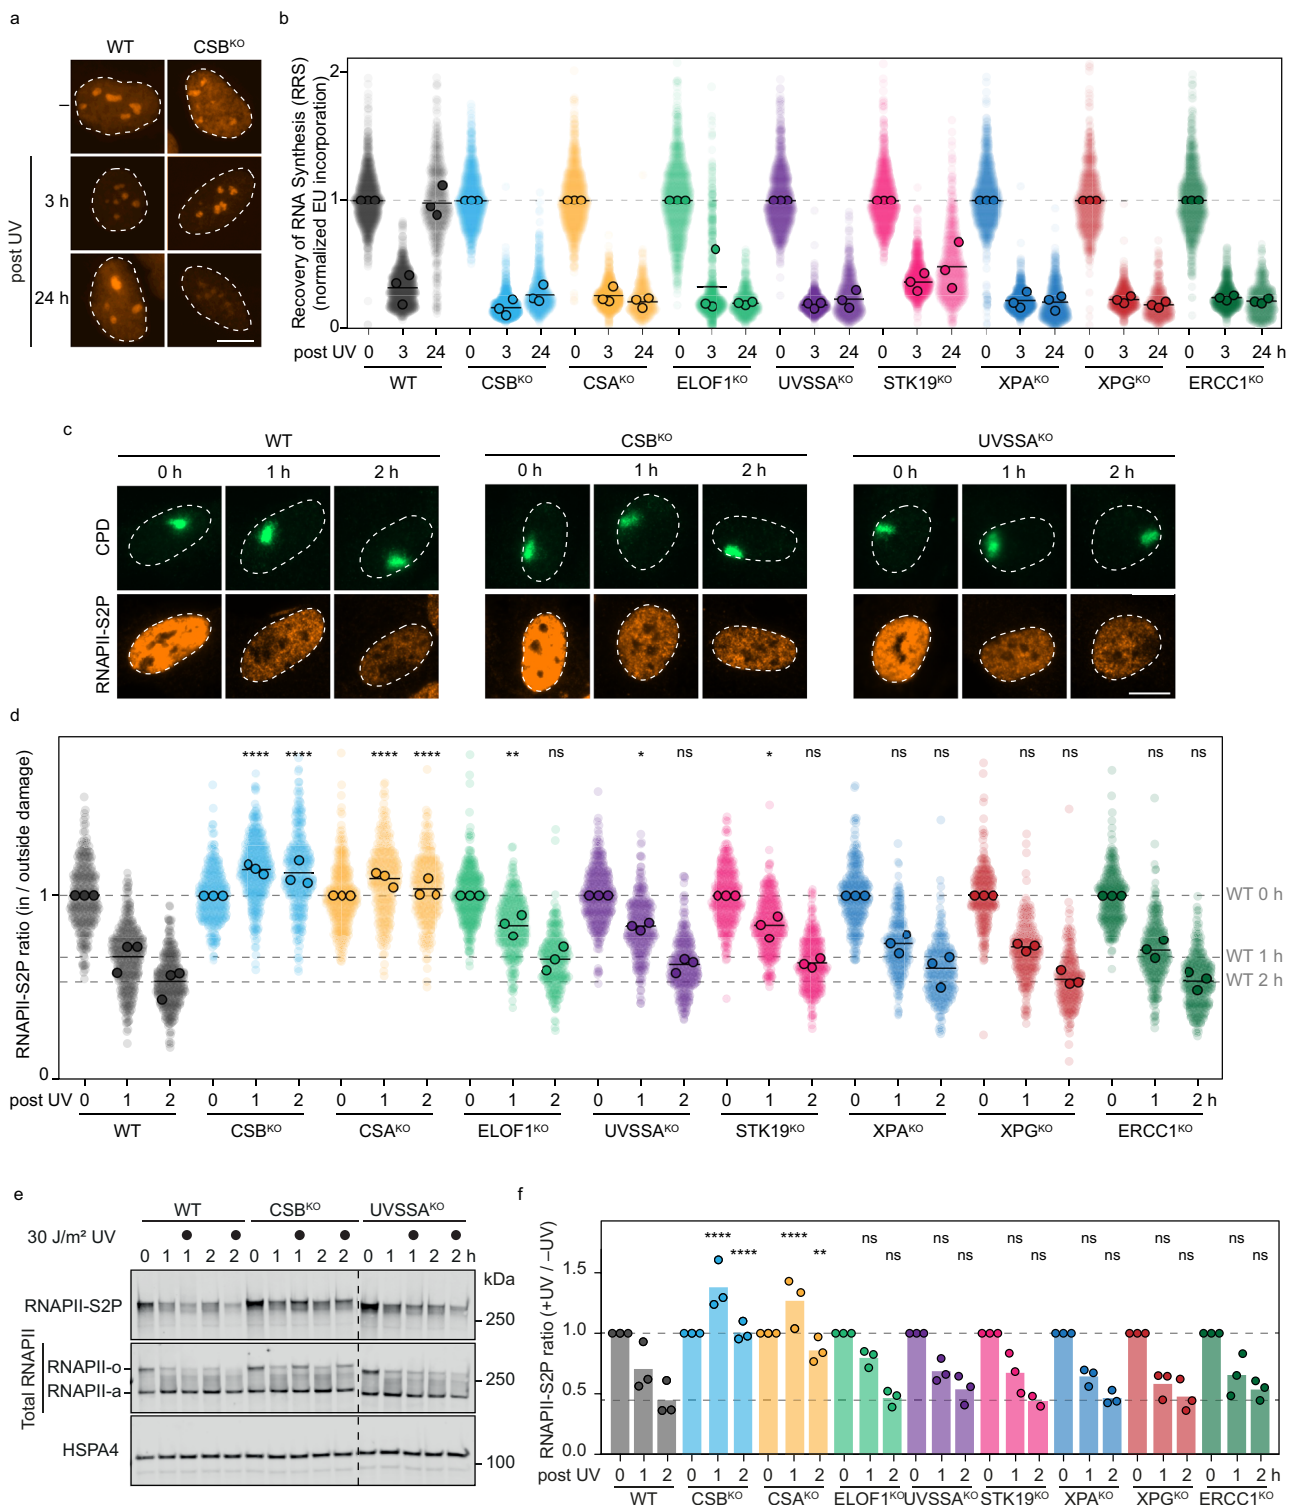 a
WT CSBKO
–
3 h
24 h
post UV
b
Recovery of RNA Synthesis (RRS)
(normalized EU incorporation)
2
1
0
post UV 0 3 24 0 3 24 0 3 24 0 3 24 0 3 24 0 3 24 0 3 24 0 3 24 0 3 24 h
WT CSBKO CSAKO ELOF1KO UVSSAKO STK19KO XPAKO XPGKO ERCC1KO
c
WT CSBKO UVSSAKO
0 h 1 h 2 h 0 h 1 h 2 h 0 h 1 h 2 h
CPD
RNAPII-S2P
d
RNAPII-S2P ratio (in / outside damage)
**** **** **** **** ** ns * ns * ns ns ns ns ns ns ns
1
0
WT 0 h
WT 1 h
WT 2 h
post UV 0 1 2 0 1 2 0 1 2 0 1 2 0 1 2 0 1 2 0 1 2 0 1 2 0 1 2 h
WT CSBKO CSAKO ELOF1KO UVSSAKO STK19KO XPAKO XPGKO ERCC1KO
e
WT CSBKO UVSSAKO
30 J/m² UV ● ● ● ● ● ●
0 1 1 2 2 0 1 1 2 2 0 1 1 2 2 h
kDa
RNAPII-S2P
250
Total RNAPII
RNAPII-o
250
RNAPII-a
HSPA4
100
f
RNAPII-S2P ratio (+UV / –UV)
**** **** ns ns ns ns ns ns
**** ** ns ns ns ns ns ns
1.5
1.0
0.5
0.0
post UV 0 1 2 0 1 2 0 1 2 0 1 2 0 1 2 0 1 2 0 1 2 0 1 2 0 1 2 h
WT CSBKO CSAKO ELOF1KO UVSSAKO STK19KO XPAKO XPGKO ERCC1KO